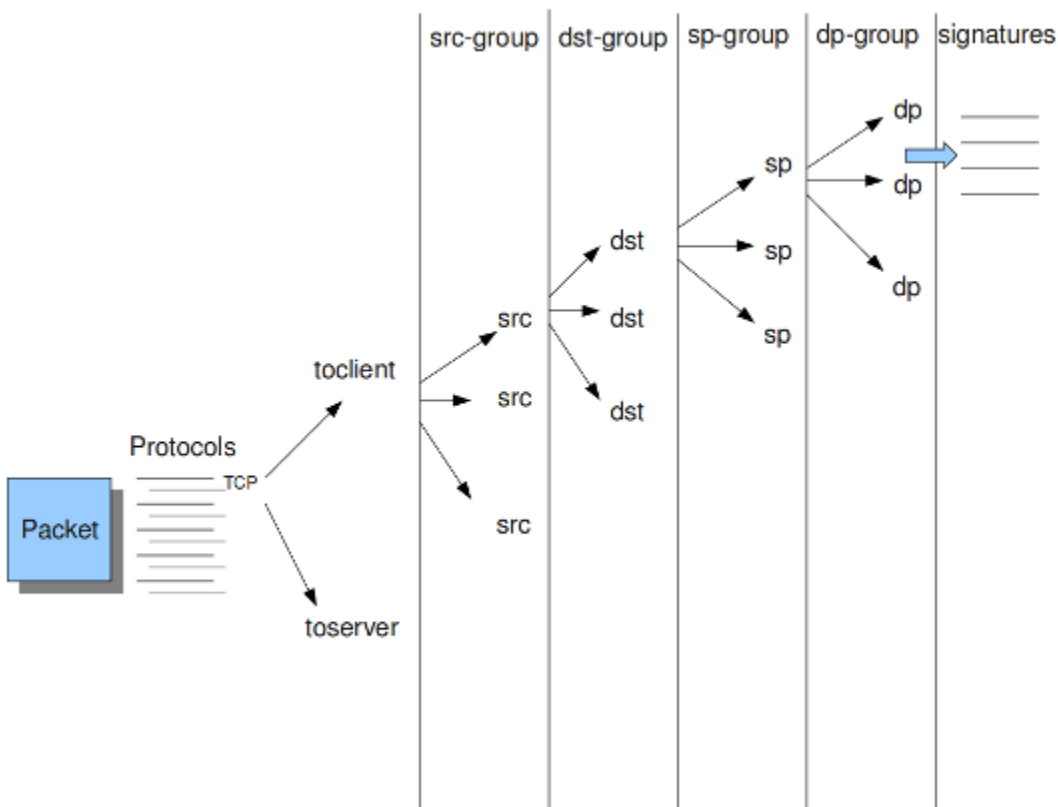 src-group dst-group sp-group dp-group signatures
dp
sp
dp
dst
sp
dp
src
dst
sp
toclient
src
dst
Protocols
TCP
Packet
src
toserver